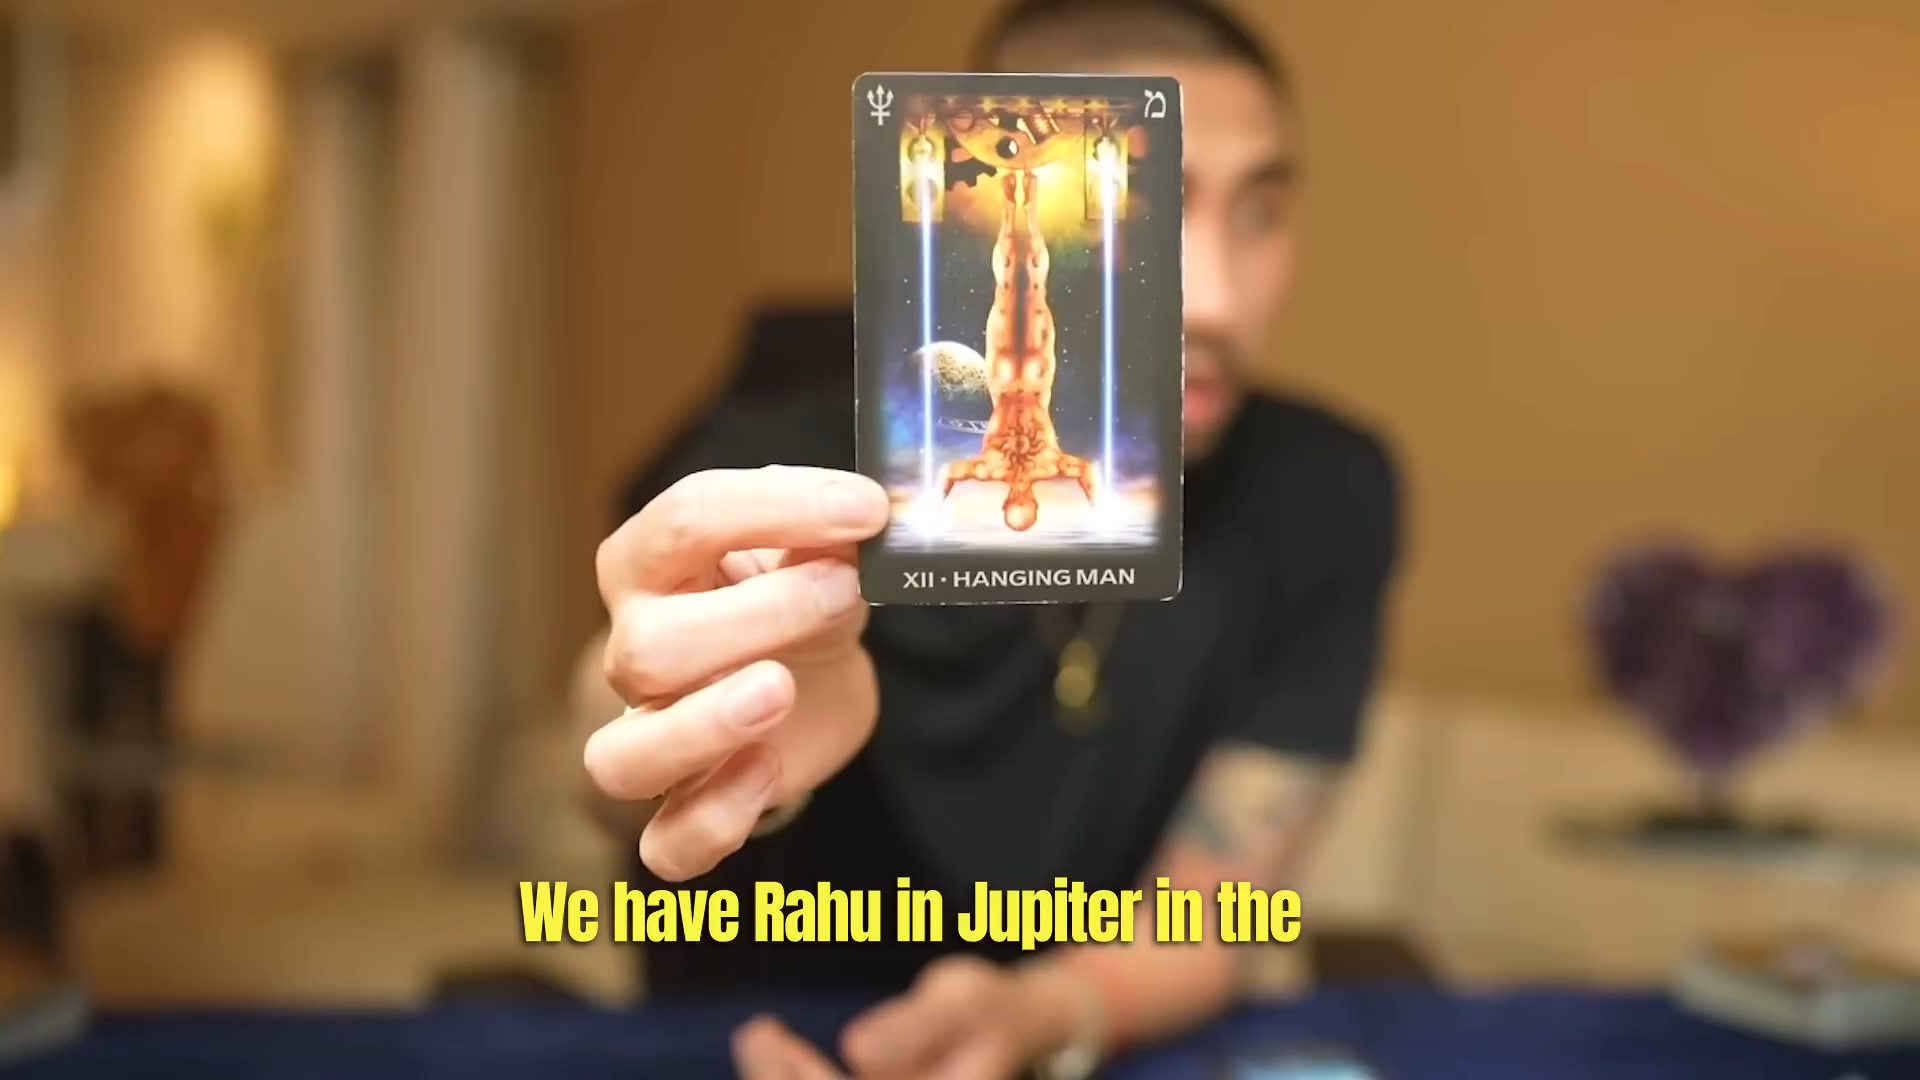 ♆ מ
XII · HANGING MAN
We have Rahu in Jupiter in the